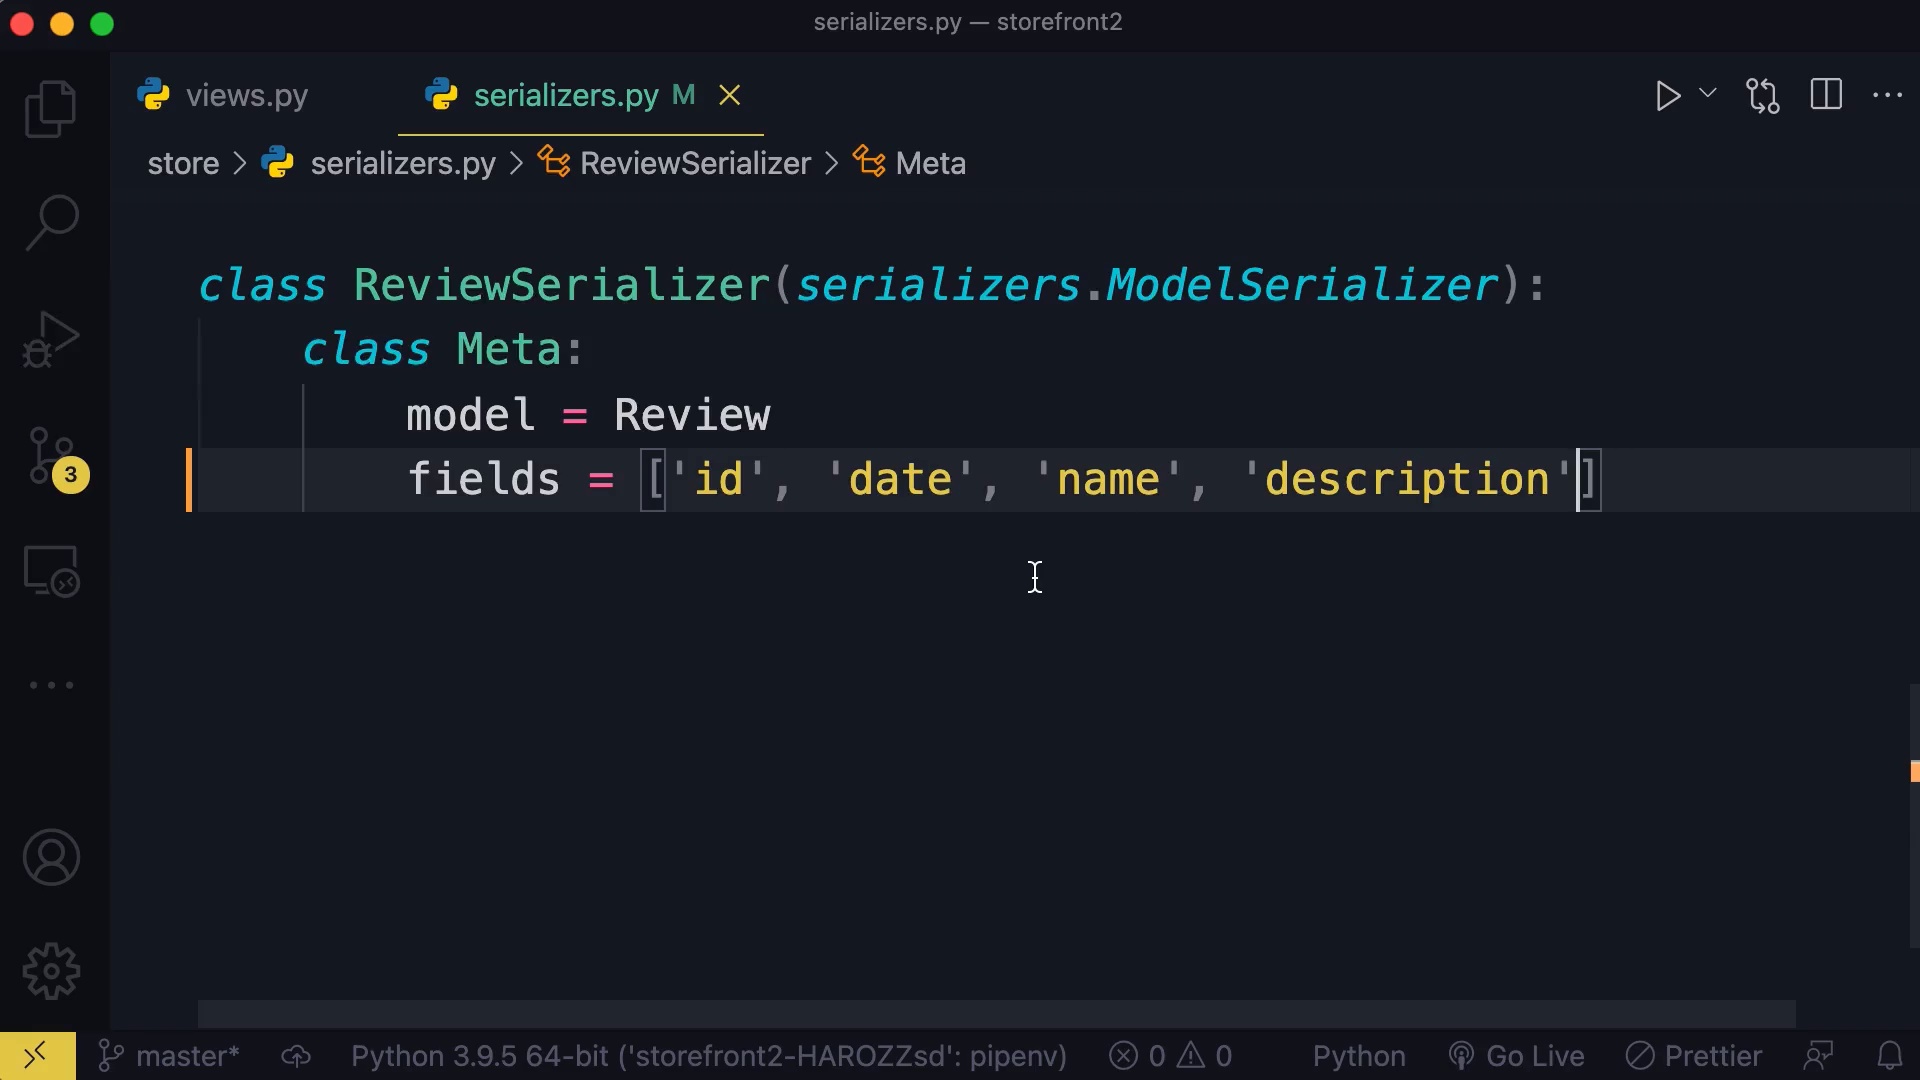 serializers.py — storefront2
views.py serializers.py M
store > serializers.py > ReviewSerializer > Meta
class ReviewSerializer(serializers.ModelSerializer):
class Meta:
model = Review
fields = ['id', 'date', 'name', 'description']
3
master* Python 3.9.5 64-bit ('storefront2-HAROZZsd': pipenv) 0 0 Python Go Live Prettier